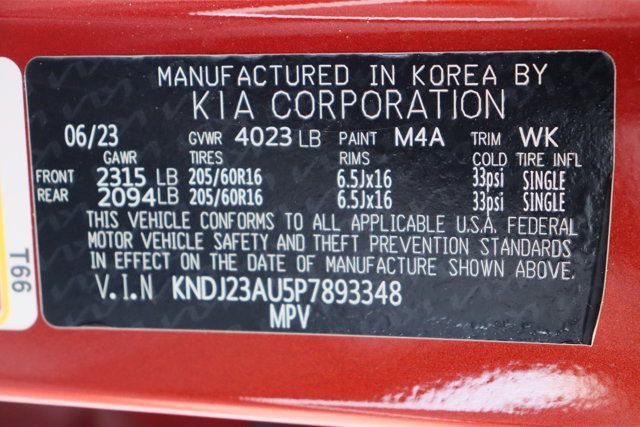 MANUFACTURED IN KOREA BY
KIA CORPORATION
06/23 GVWR 4023 LB PAINT M4A TRIM WK
GAWR TIRES RIMS COLD TIRE INFL
FRONT 2315 LB 205/60R16 6.5Jx16 33psi SINGLE
REAR 2094LB 205/60R16 6.5Jx16 33psi SINGLE
THIS VEHICLE CONFORMS TO ALL APPLICABLE U.S.A. FEDERAL
MOTOR VEHICLE SAFETY AND THEFT PREVENTION STANDARDS
IN EFFECT ON THE DATE OF MANUFACTURE SHOWN ABOVE.
V.I.N KNDJ23AU5P7893348
MPV
T66